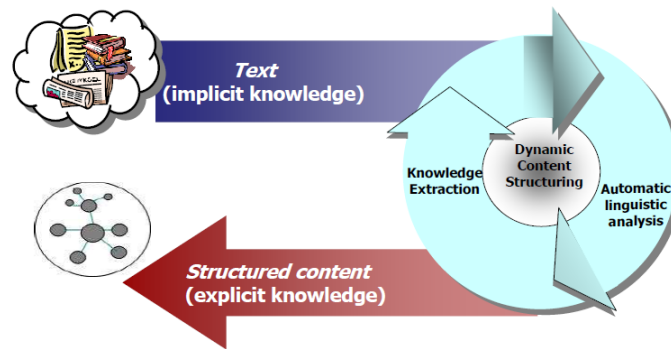 Text
(implicit knowledge)
Dynamic
Content
Structuring
Knowledge
Extraction
Automatic
linguistic
analysis
Structured content
(explicit knowledge)